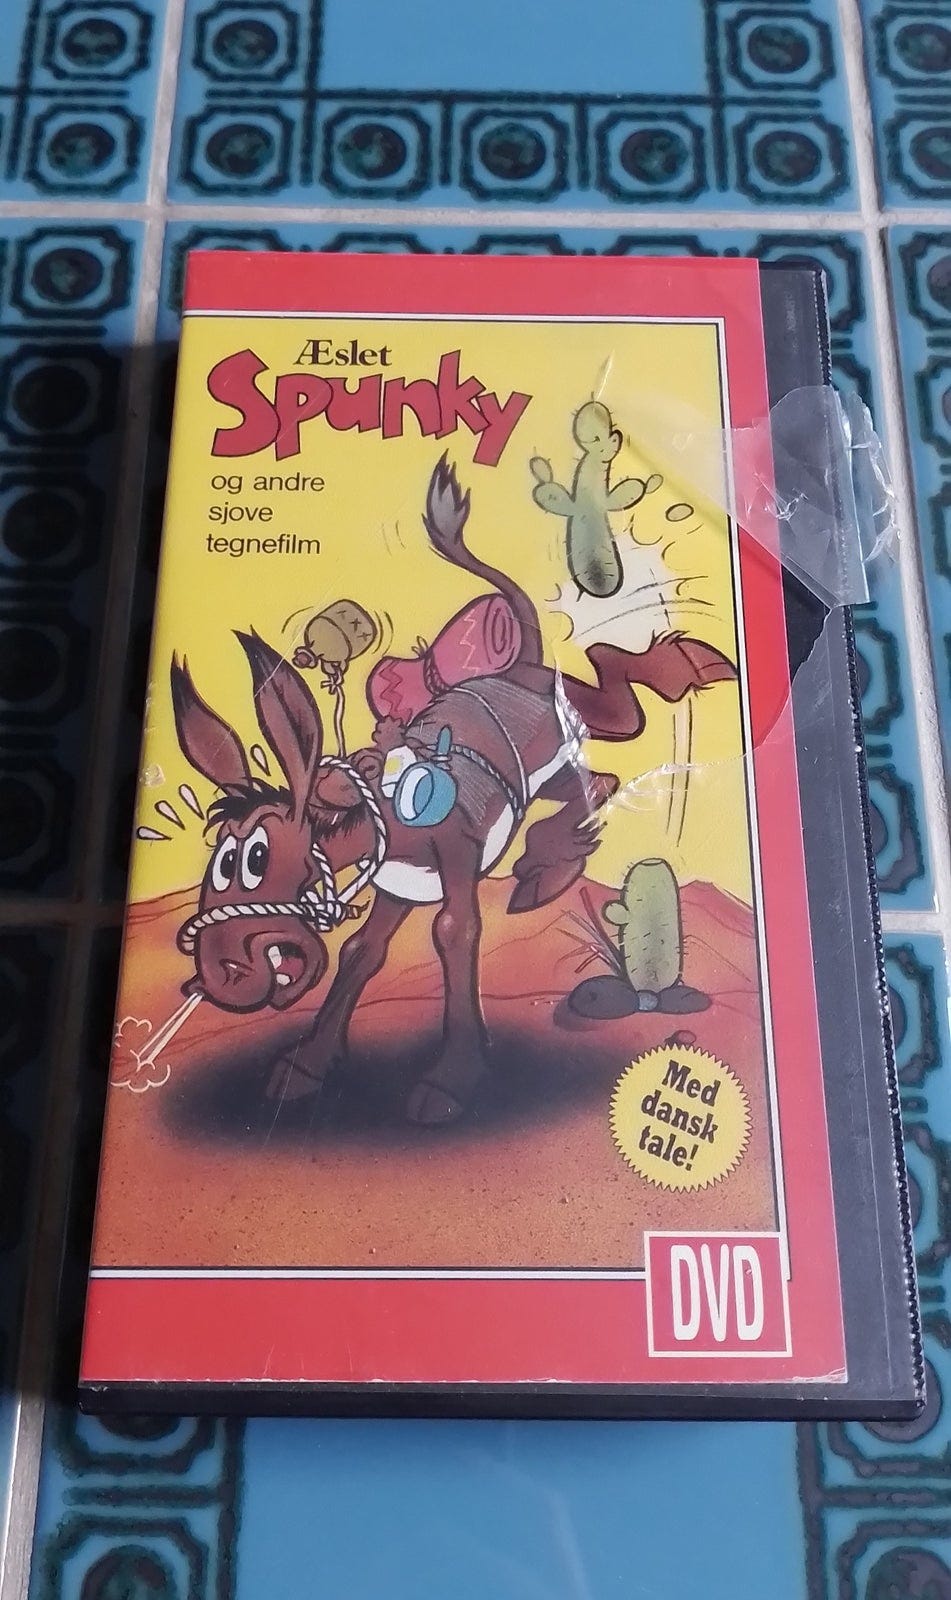 Æslet
Spunky
og andre
sjove
tegnefilm
Med
dansk
tale!
DVD